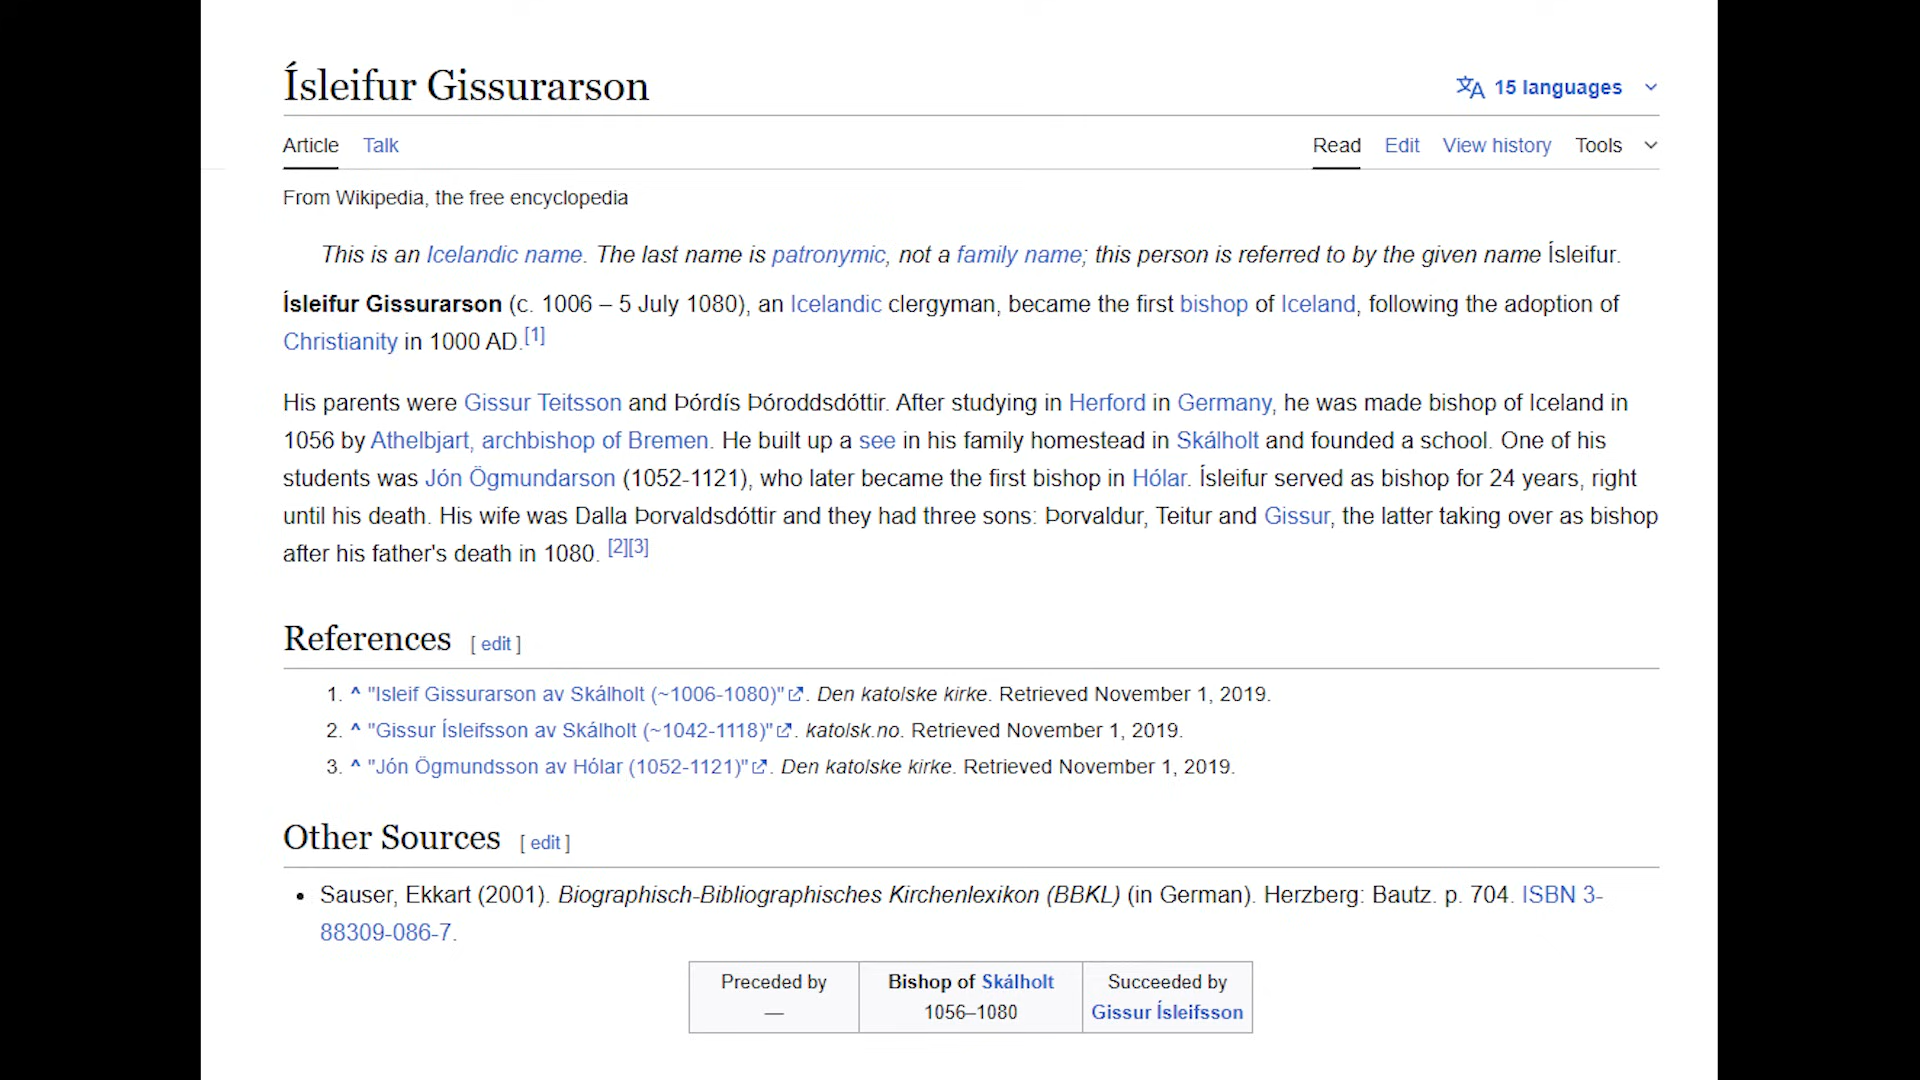 Ísleifur Gissurarson
15 languages
Article Talk Read Edit View history Tools
From Wikipedia, the free encyclopedia
This is an Icelandic name. The last name is patronymic, not a family name; this person is referred to by the given name Ísleifur.
Ísleifur Gissurarson (c. 1006 – 5 July 1080), an Icelandic clergyman, became the first bishop of Iceland, following the adoption of
Christianity in 1000 AD.[1]
His parents were Gissur Teitsson and Þórdís Þóroddsdóttir. After studying in Herford in Germany, he was made bishop of Iceland in
1056 by Athelbjart, archbishop of Bremen. He built up a see in his family homestead in Skálholt and founded a school. One of his
students was Jón Ögmundarson (1052-1121), who later became the first bishop in Hólar. Ísleifur served as bishop for 24 years, right
until his death. His wife was Dalla Þorvaldsdóttir and they had three sons: Þorvaldur, Teitur and Gissur, the latter taking over as bishop
after his father's death in 1080. [2][3]
References [ edit ]
1. ^ "Isleif Gissurarson av Skálholt (~1006-1080)". Den katolske kirke. Retrieved November 1, 2019.
2. ^ "Gissur Ísleifsson av Skálholt (~1042-1118)". katolsk.no. Retrieved November 1, 2019.
3. ^ "Jón Ögmundsson av Hólar (1052-1121)". Den katolske kirke. Retrieved November 1, 2019.
Other Sources [ edit ]
• Sauser, Ekkart (2001). Biographisch-Bibliographisches Kirchenlexikon (BBKL) (in German). Herzberg: Bautz. p. 704. ISBN 3-
88309-086-7.
Preceded by Bishop of Skálholt Succeeded by
— 1056–1080 Gissur Ísleifsson